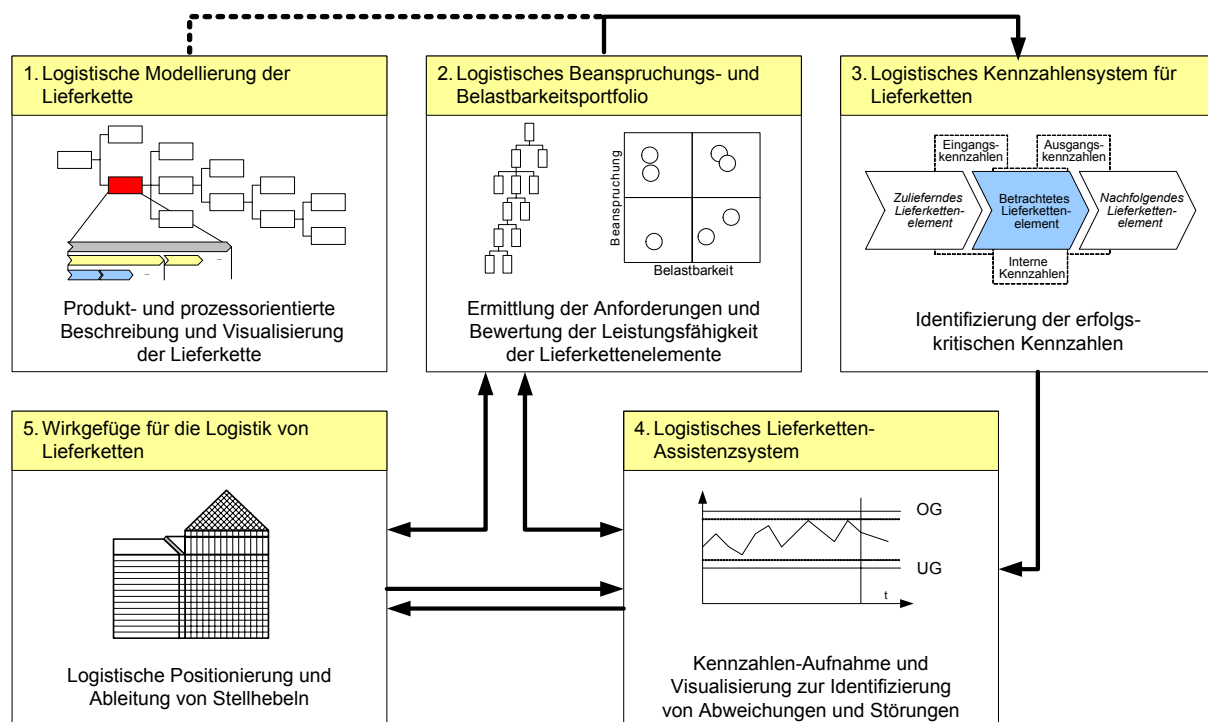 1. Logistische Modellierung der
Lieferkette
...
...
Produkt- und prozessorientierte
Beschreibung und Visualisierung
der Lieferkette
2. Logistisches Beanspruchungs- und
Belastbarkeitsportfolio
Beanspruchung
Belastbarkeit
Ermittlung der Anforderungen und
Bewertung der Leistungsfähigkeit
der Lieferkettenelemente
3. Logistisches Kennzahlensystem für
Lieferketten
Eingangs-
kennzahlen
Ausgangs-
kennzahlen
Zulieferndes
Lieferketten-
element
Betrachtetes
Lieferketten-
element
Nachfolgendes
Lieferketten-
element
Interne
Kennzahlen
Identifizierung der erfolgs-
kritischen Kennzahlen
5. Wirkgefüge für die Logistik von
Lieferketten
Logistische Positionierung und
Ableitung von Stellhebeln
4. Logistisches Lieferketten-
Assistenzsystem
OG
UG
t
Kennzahlen-Aufnahme und
Visualisierung zur Identifizierung
von Abweichungen und Störungen